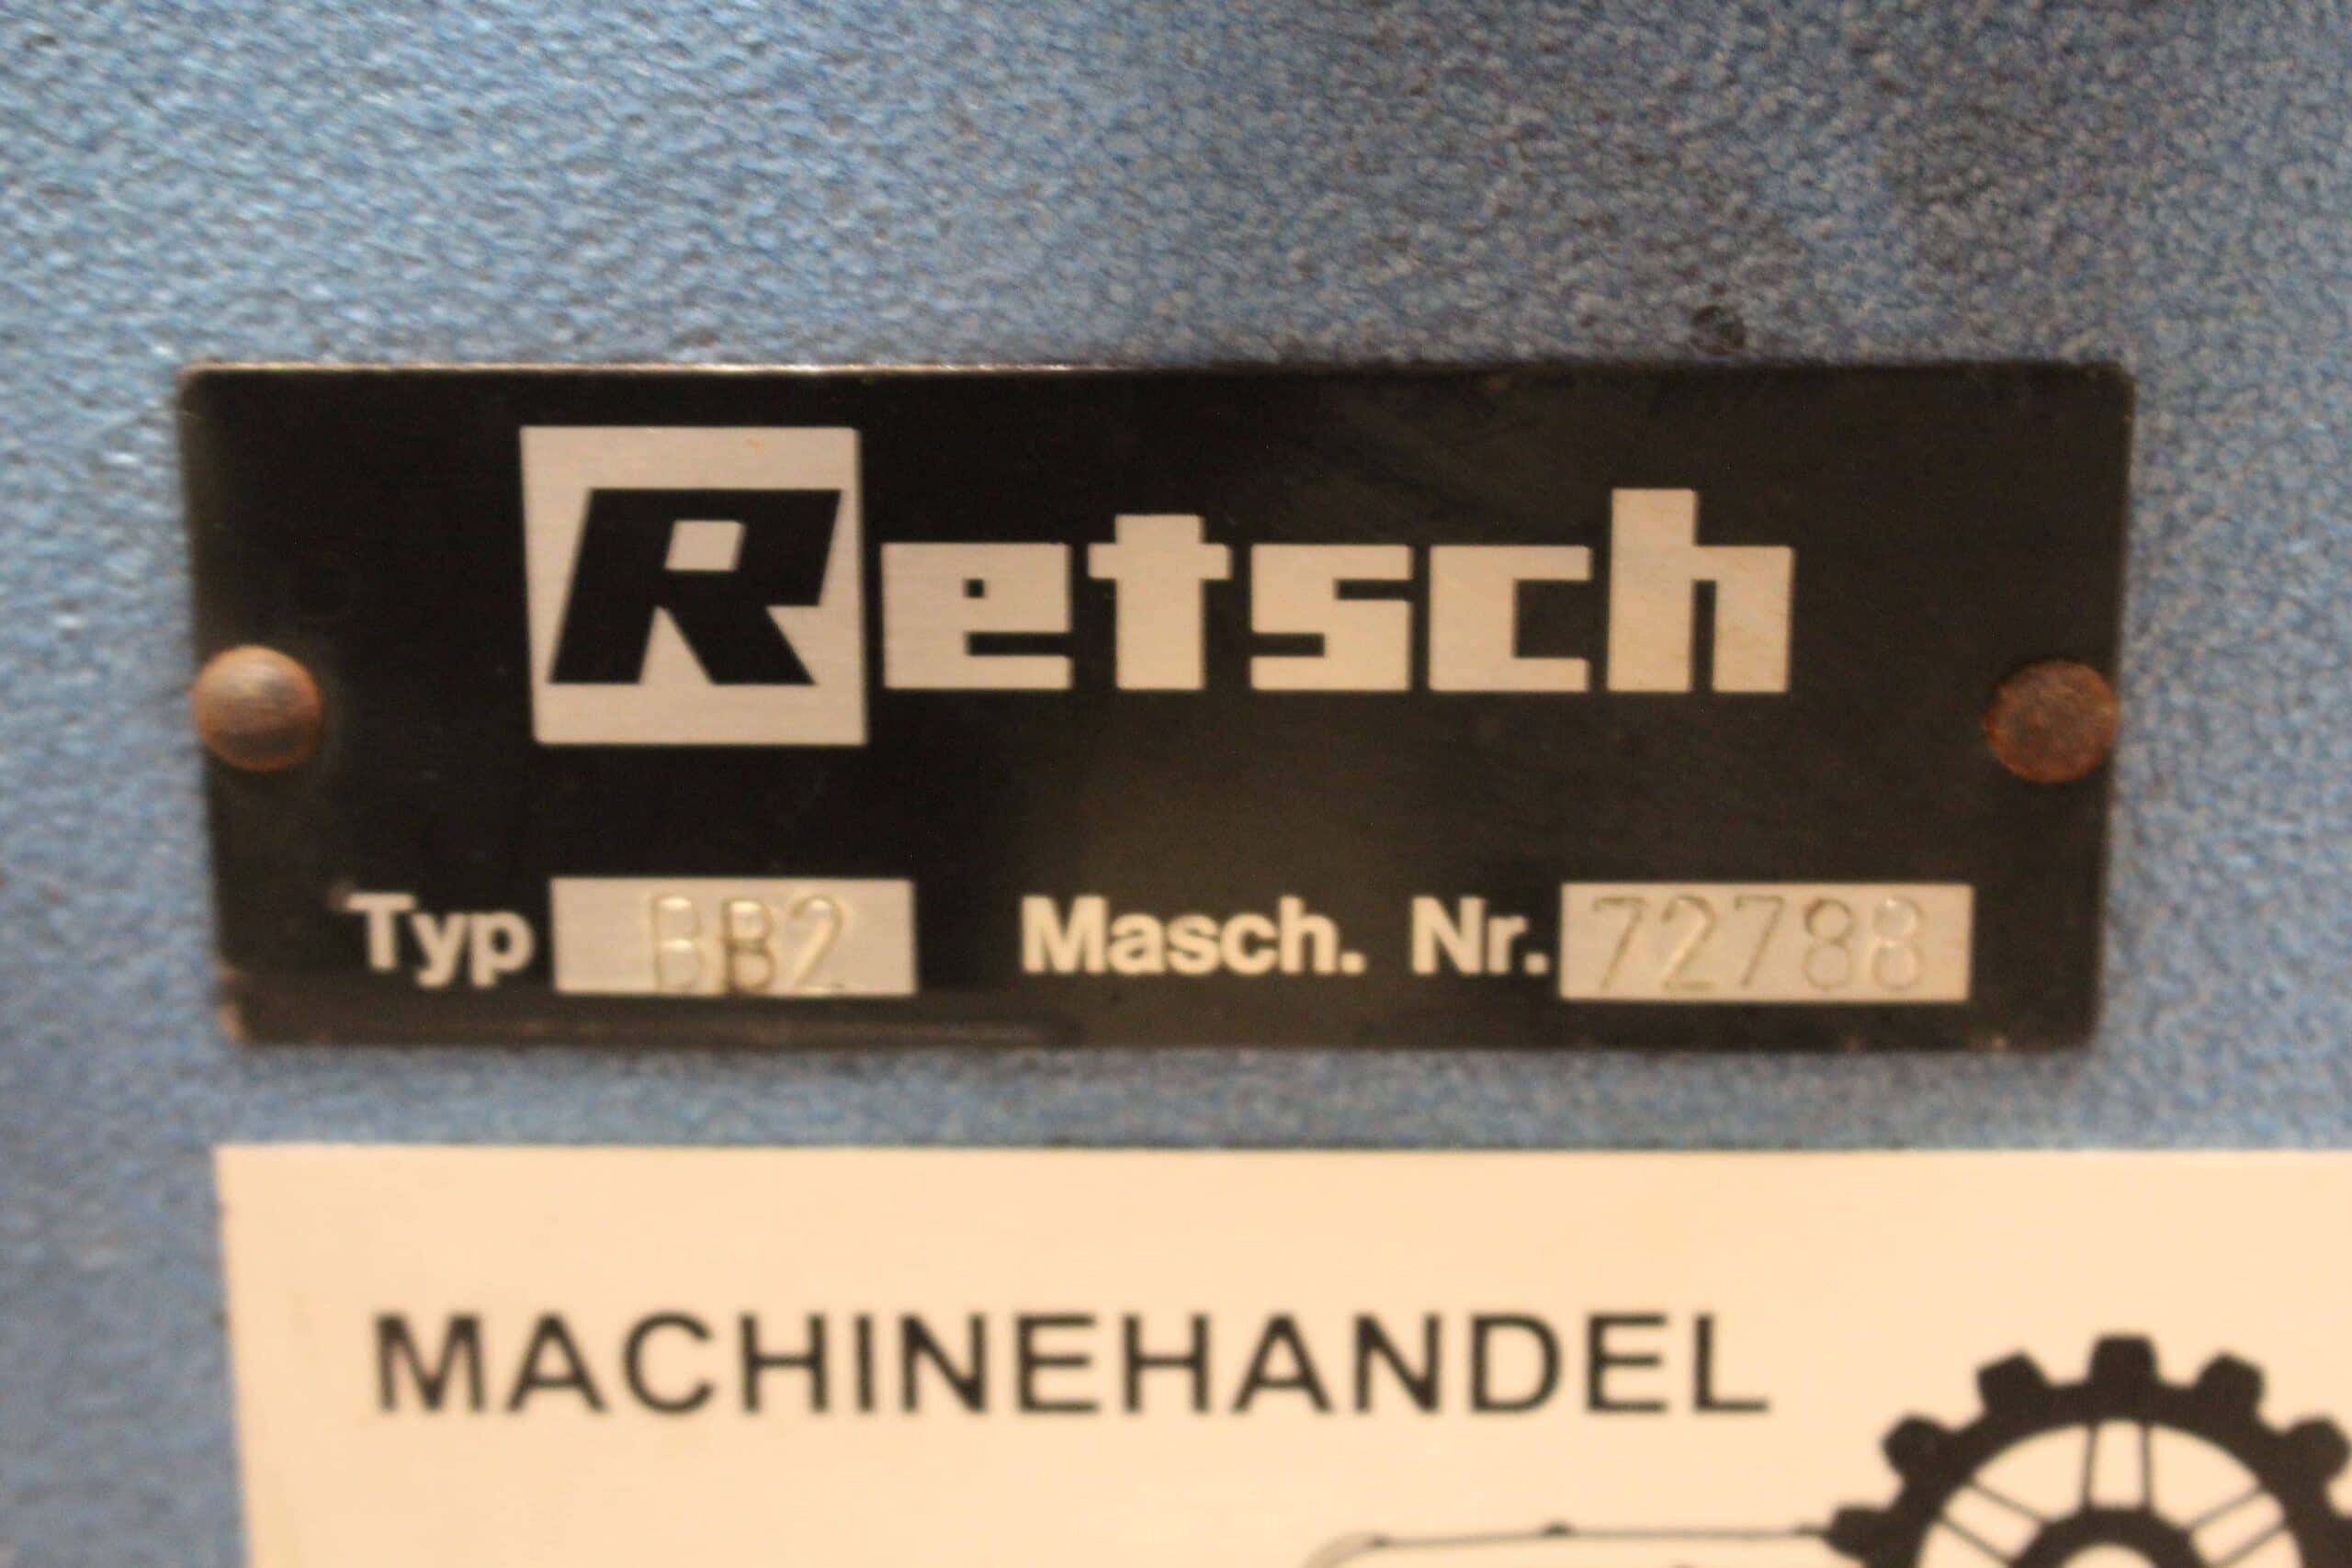 Retsch
Typ BB2 Masch. Nr. 72788
MACHINEHANDEL